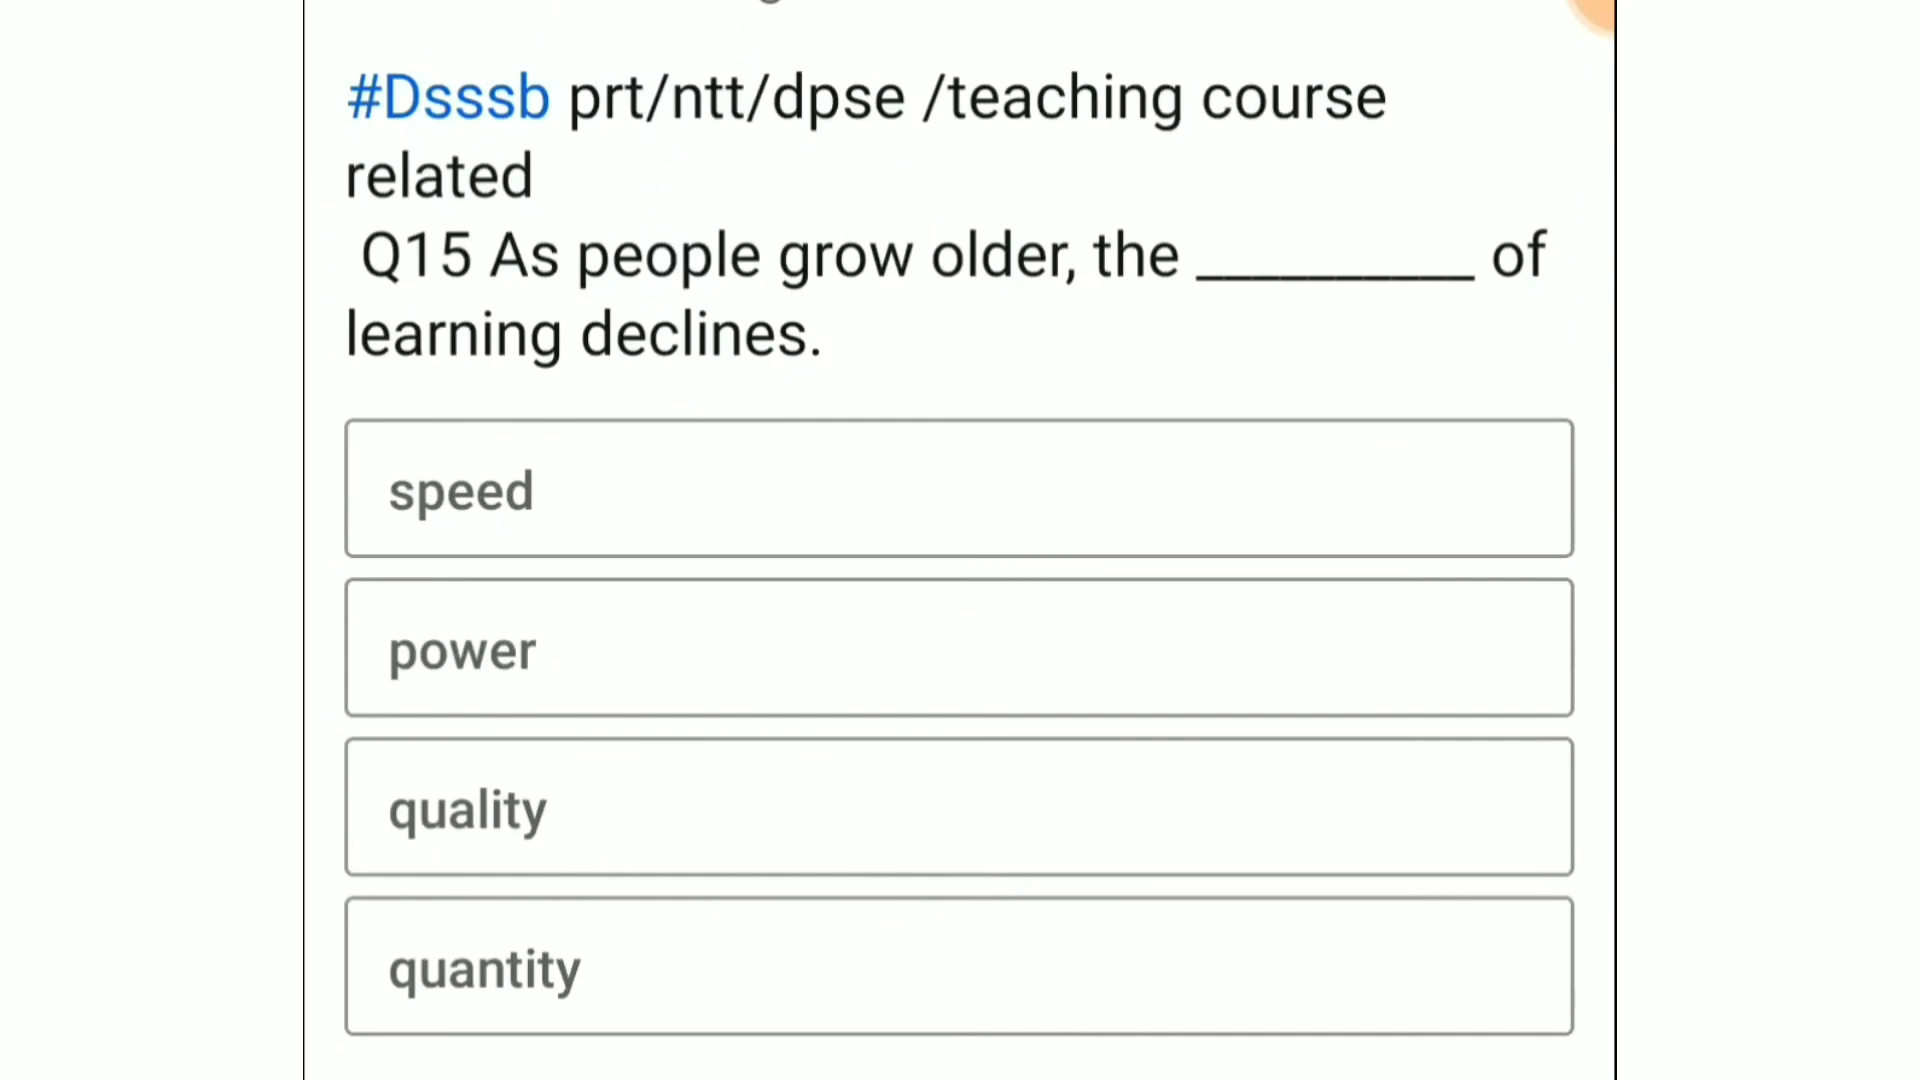 #Dsssb prt/ntt/dpse /teaching course
related
Q15 As people grow older, the __________ of
learning declines.
speed
power
quality
quantity